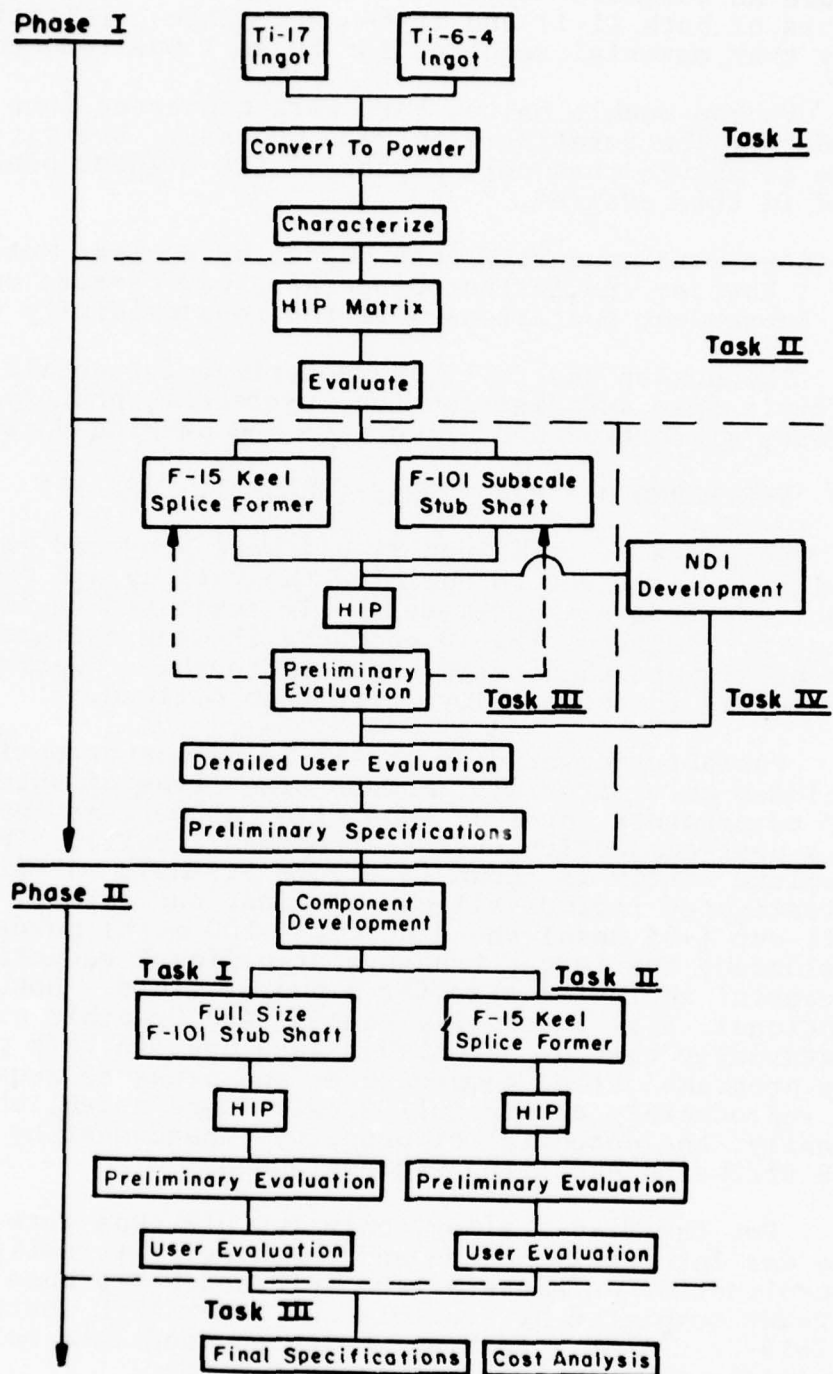 Phase I
Ti-17
Ingot
Ti-6-4
Ingot
Convert To Powder
Task I
Characterize
HIP Matrix
Task II
Evaluate
F-15 Keel
Splice Former
F-101 Subscale
Stub Shaft
NDI
Development
HIP
Preliminary
Evaluation
Task III
Task IV
Detailed User Evaluation
Preliminary Specifications
Phase II
Component
Development
Task I
Task II
Full Size
F-101 Stub Shaft
F-15 Keel
Splice Former
HIP
HIP
Preliminary Evaluation
Preliminary Evaluation
User Evaluation
User Evaluation
Task III
Final Specifications
Cost Analysis